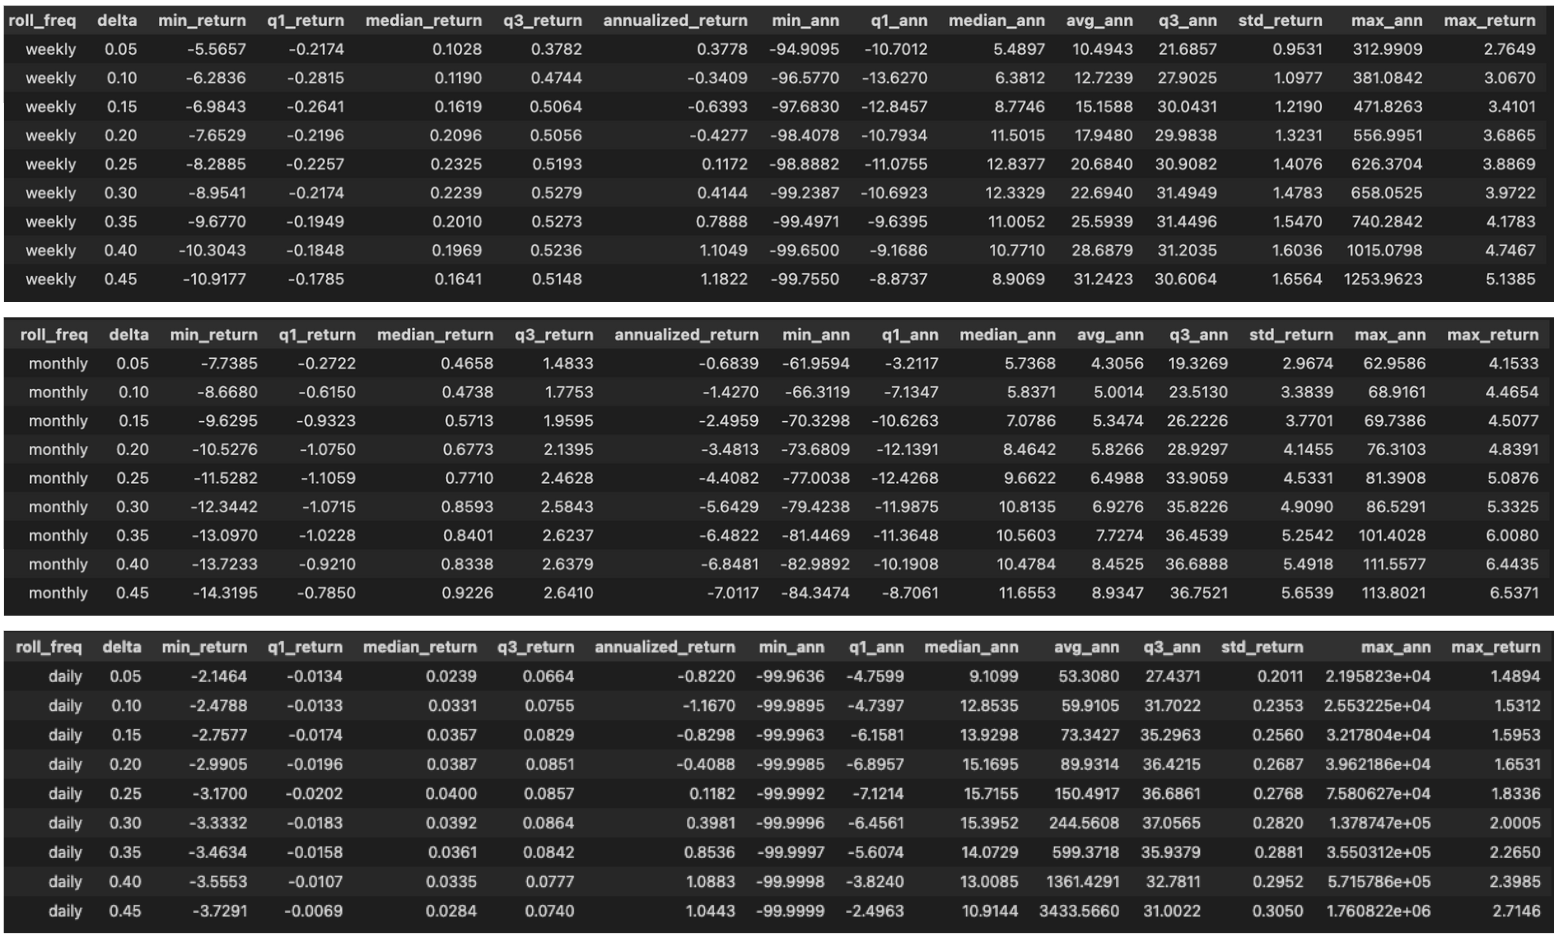 roll_freq delta min_return q1_return median_return q3_return annualized_return min_ann q1_ann median_ann avg_ann q3_ann std_return max_ann max_return
weekly 0.05 -5.5657 -0.2174 0.1028 0.3782 0.3778 -94.9095 -10.7012 5.4897 10.4943 21.6857 0.9531 312.9909 2.7649
weekly 0.10 -6.2836 -0.2815 0.1190 0.4744 -0.3409 -96.5770 -13.6270 6.3812 12.7239 27.9025 1.0977 381.0842 3.0670
weekly 0.15 -6.9843 -0.2641 0.1619 0.5064 -0.6393 -97.6830 -12.8457 8.7746 15.1588 30.0431 1.2190 471.8263 3.4101
weekly 0.20 -7.6529 -0.2196 0.2096 0.5056 -0.4277 -98.4078 -10.7934 11.5015 17.9480 29.9838 1.3231 556.9951 3.6865
weekly 0.25 -8.2885 -0.2257 0.2325 0.5193 0.1172 -98.8882 -11.0755 12.8377 20.6840 30.9082 1.4076 626.3704 3.8869
weekly 0.30 -8.9541 -0.2174 0.2239 0.5279 0.4144 -99.2387 -10.6923 12.3329 22.6940 31.4949 1.4783 658.0525 3.9722
weekly 0.35 -9.6770 -0.1949 0.2010 0.5273 0.7888 -99.4971 -9.6395 11.0052 25.5939 31.4496 1.5470 740.2842 4.1783
weekly 0.40 -10.3043 -0.1848 0.1969 0.5236 1.1049 -99.6500 -9.1686 10.7710 28.6879 31.2035 1.6036 1015.0798 4.7467
weekly 0.45 -10.9177 -0.1785 0.1641 0.5148 1.1822 -99.7550 -8.8737 8.9069 31.2423 30.6064 1.6564 1253.9623 5.1385
roll_freq delta min_return q1_return median_return q3_return annualized_return min_ann q1_ann median_ann avg_ann q3_ann std_return max_ann max_return
monthly 0.05 -7.7385 -0.2722 0.4658 1.4833 -0.6839 -61.9594 -3.2117 5.7368 4.3056 19.3269 2.9674 62.9586 4.1533
monthly 0.10 -8.6680 -0.6150 0.4738 1.7753 -1.4270 -66.3119 -7.1347 5.8371 5.0014 23.5130 3.3839 68.9161 4.4654
monthly 0.15 -9.6295 -0.9323 0.5713 1.9595 -2.4959 -70.3298 -10.6263 7.0786 5.3474 26.2226 3.7701 69.7386 4.5077
monthly 0.20 -10.5276 -1.0750 0.6773 2.1395 -3.4813 -73.6809 -12.1391 8.4642 5.8266 28.9297 4.1455 76.3103 4.8391
monthly 0.25 -11.5282 -1.1059 0.7710 2.4628 -4.4082 -77.0038 -12.4268 9.6622 6.4988 33.9059 4.5331 81.3908 5.0876
monthly 0.30 -12.3442 -1.0715 0.8593 2.5843 -5.6429 -79.4238 -11.9875 10.8135 6.9276 35.8226 4.9090 86.5291 5.3325
monthly 0.35 -13.0970 -1.0228 0.8401 2.6237 -6.4822 -81.4469 -11.3648 10.5603 7.7274 36.4539 5.2542 101.4028 6.0080
monthly 0.40 -13.7233 -0.9210 0.8338 2.6379 -6.8481 -82.9892 -10.1908 10.4784 8.4525 36.6888 5.4918 111.5577 6.4435
monthly 0.45 -14.3195 -0.7850 0.9226 2.6410 -7.0117 -84.3474 -8.7061 11.6553 8.9347 36.7521 5.6539 113.8021 6.5371
roll_freq delta min_return q1_return median_return q3_return annualized_return min_ann q1_ann median_ann avg_ann q3_ann std_return max_ann max_return
daily 0.05 -2.1464 -0.0134 0.0239 0.0664 -0.8220 -99.9636 -4.7599 9.1099 53.3080 27.4371 0.2011 2.195823e+04 1.4894
daily 0.10 -2.4788 -0.0133 0.0331 0.0755 -1.1670 -99.9895 -4.7397 12.8535 59.9105 31.7022 0.2353 2.553225e+04 1.5312
daily 0.15 -2.7577 -0.0174 0.0357 0.0829 -0.8298 -99.9963 -6.1581 13.9298 73.3427 35.2963 0.2560 3.217804e+04 1.5953
daily 0.20 -2.9905 -0.0196 0.0387 0.0851 -0.4088 -99.9985 -6.8957 15.1695 89.9314 36.4215 0.2687 3.962186e+04 1.6531
daily 0.25 -3.1700 -0.0202 0.0400 0.0857 0.1182 -99.9992 -7.1214 15.7155 150.4917 36.6861 0.2768 7.580627e+04 1.8336
daily 0.30 -3.3332 -0.0183 0.0392 0.0864 0.3981 -99.9996 -6.4561 15.3952 244.5608 37.0565 0.2820 1.378747e+05 2.0005
daily 0.35 -3.4634 -0.0158 0.0361 0.0842 0.8536 -99.9997 -5.6074 14.0729 599.3718 35.9379 0.2881 3.550312e+05 2.2650
daily 0.40 -3.5553 -0.0107 0.0335 0.0777 1.0883 -99.9998 -3.8240 13.0085 1361.4291 32.7811 0.2952 5.715786e+05 2.3985
daily 0.45 -3.7291 -0.0069 0.0284 0.0740 1.0443 -99.9999 -2.4963 10.9144 3433.5660 31.0022 0.3050 1.760822e+06 2.7146